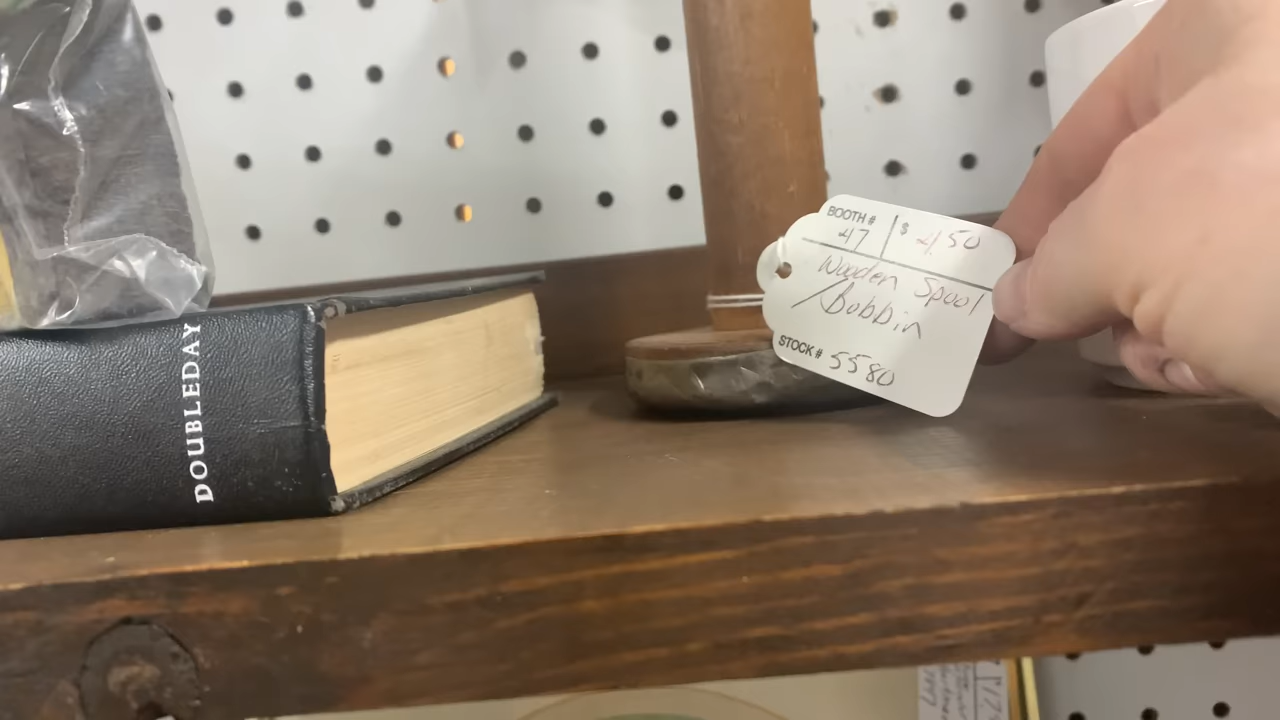 DOUBLEDAY
BOOTH # $
47 4.50
Wooden Spool
/Bobbin
STOCK # 5580